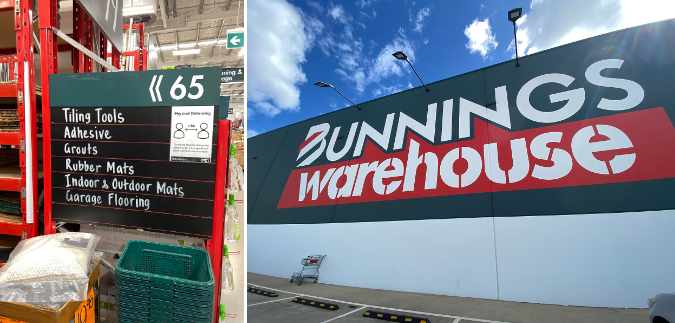 65
Tiling Tools
Adhesive
Grouts
Rubber Mats
Indoor & Outdoor Mats
Garage Flooring
Physical Distancing
BUNNINGS
warehouse